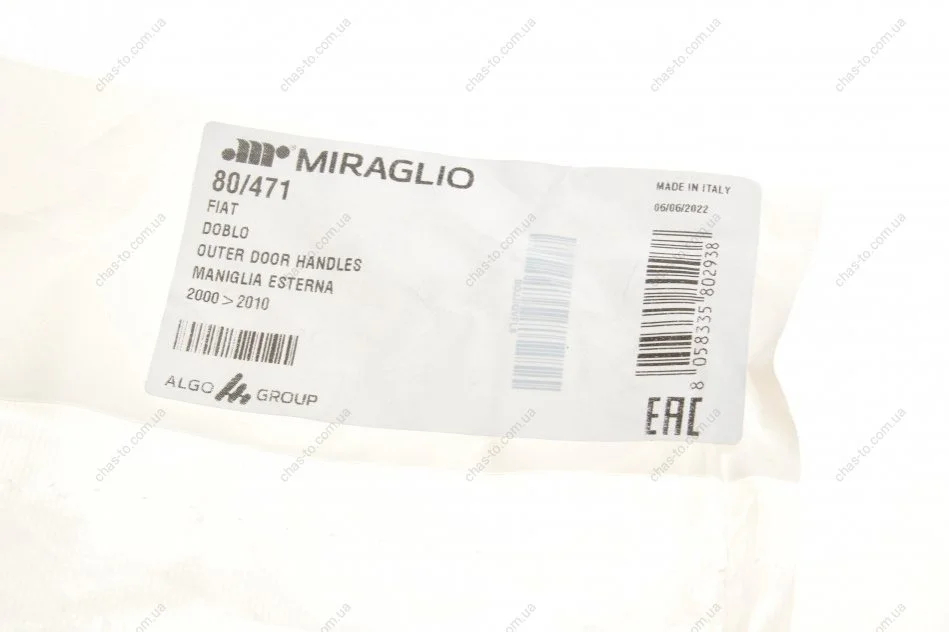 MIRAGLIO
80/471
FIAT
DOBLO
OUTER DOOR HANDLES
MANIGLIA ESTERNA
2000>2010
ALGO GROUP
MADE IN ITALY
06/06/2022
8 058335 802938
EAC
chas-to.com.ua